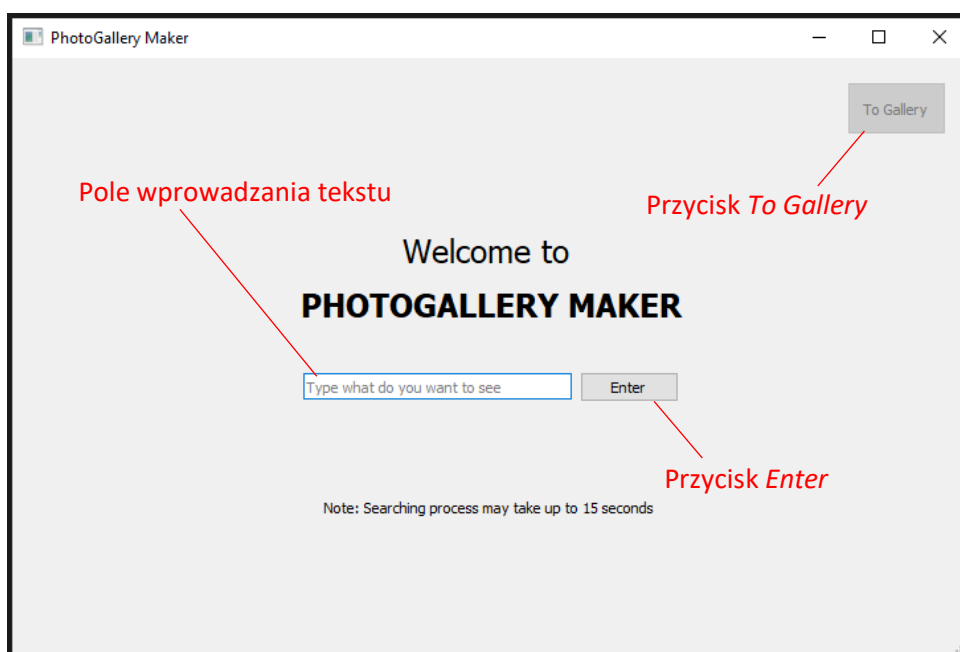 PhotoGallery Maker
To Gallery
Pole wprowadzania tekstu
Przycisk To Gallery
Welcome to
PHOTOGALLERY MAKER
Type what do you want to see
Enter
Przycisk Enter
Note: Searching process may take up to 15 seconds